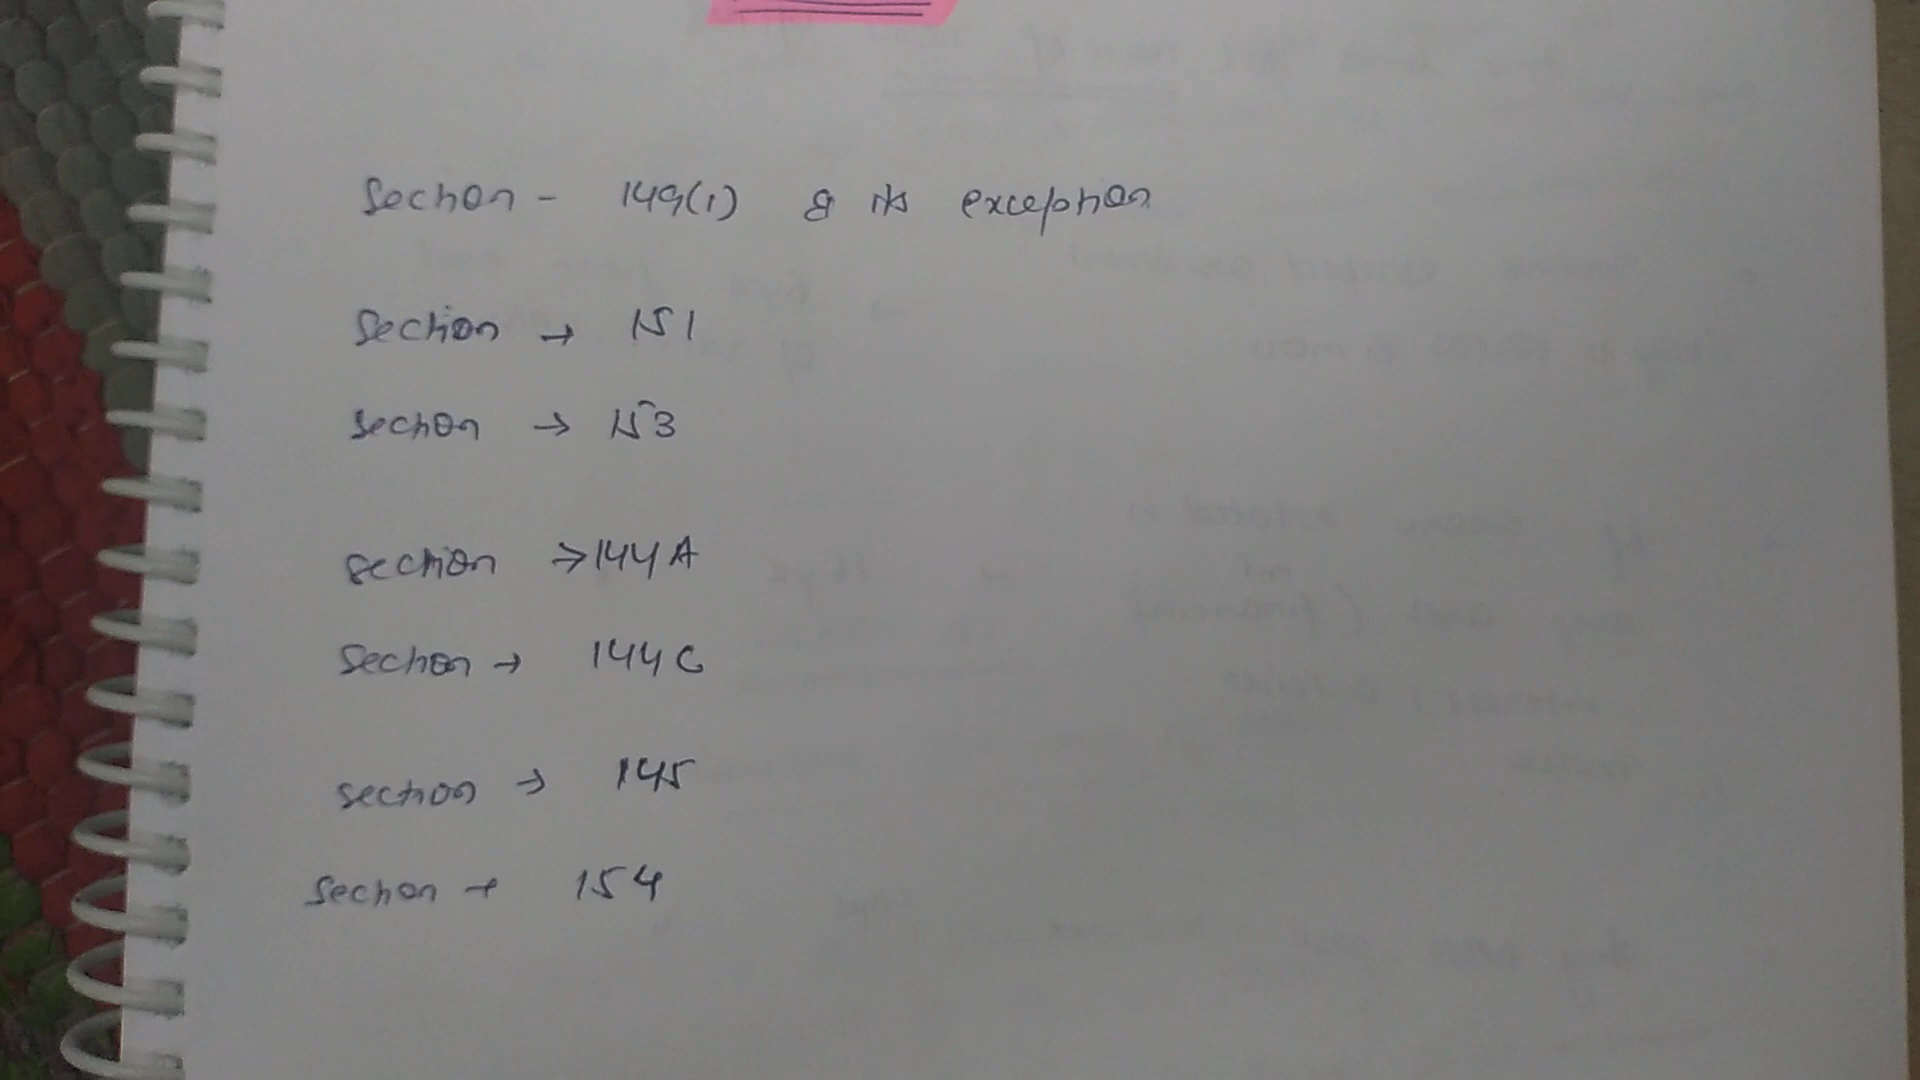 Section - 149(1) & its exception
Section → 151
Section → 153
Section → 144A
Section → 144C
Section → 145
Section → 154